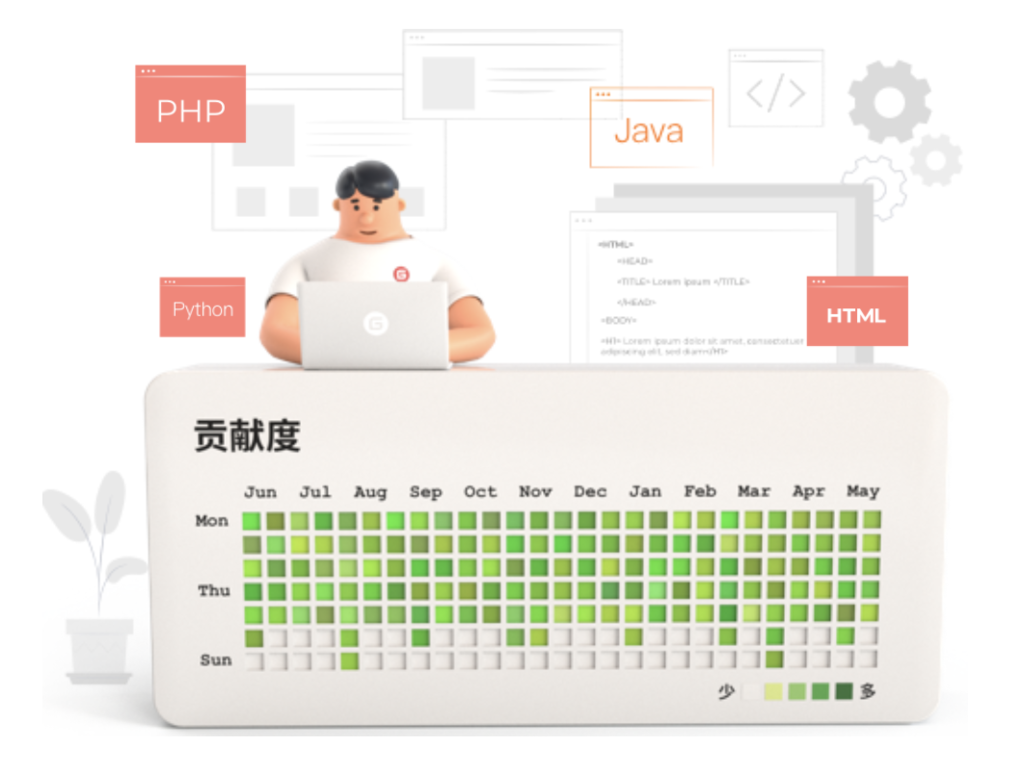 PHP
Java
</>
Python
<HTML>
<HEAD>
<TITLE> Lorem ipsum </TITLE>
</HEAD>
<BODY>
<H1> Lorem ipsum dolor sit amet, consectetuer
adipiscing elit, sed diam</H1>
HTML
G
G
贡献度
Jun Jul Aug Sep Oct Nov Dec Jan Feb Mar Apr May
Mon
Thu
Sun
少 多